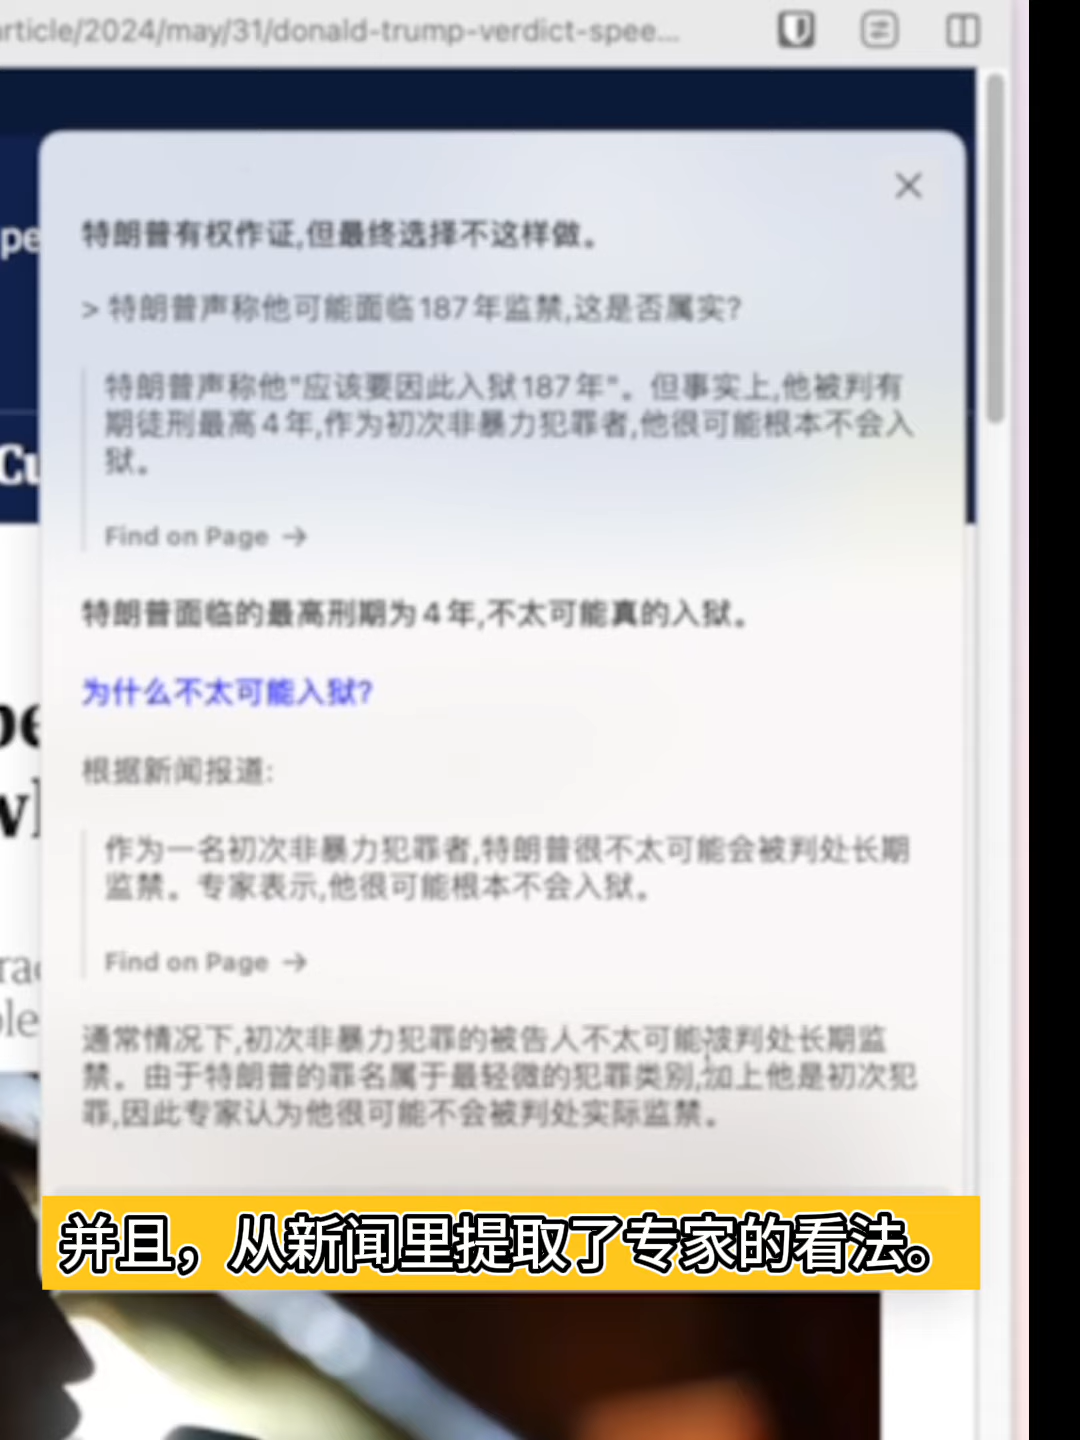 article/2024/may/31/donald-trump-verdict-spee...
特朗普有权作证,但最终选择不这样做。
> 特朗普声称他可能面临187年监禁,这是否属实?
特朗普声称他"应该要因此入狱187年"。但事实上,他被判有
期徒刑最高4年,作为初次非暴力犯罪者,他很可能根本不会入
狱。
Find on Page →
特朗普面临的最高刑期为4年,不太可能真的入狱。
为什么不太可能入狱?
根据新闻报道:
作为一名初次非暴力犯罪者,特朗普很不太可能会被判处长期
监禁。专家表示,他很可能根本不会入狱。
Find on Page →
通常情况下,初次非暴力犯罪的被告人不太可能被判处长期监
禁。由于特朗普的罪名属于最轻微的犯罪类别,加上他是初次犯
罪,因此专家认为他很可能不会被判处实际监禁。
并且，从新闻里提取了专家的看法。